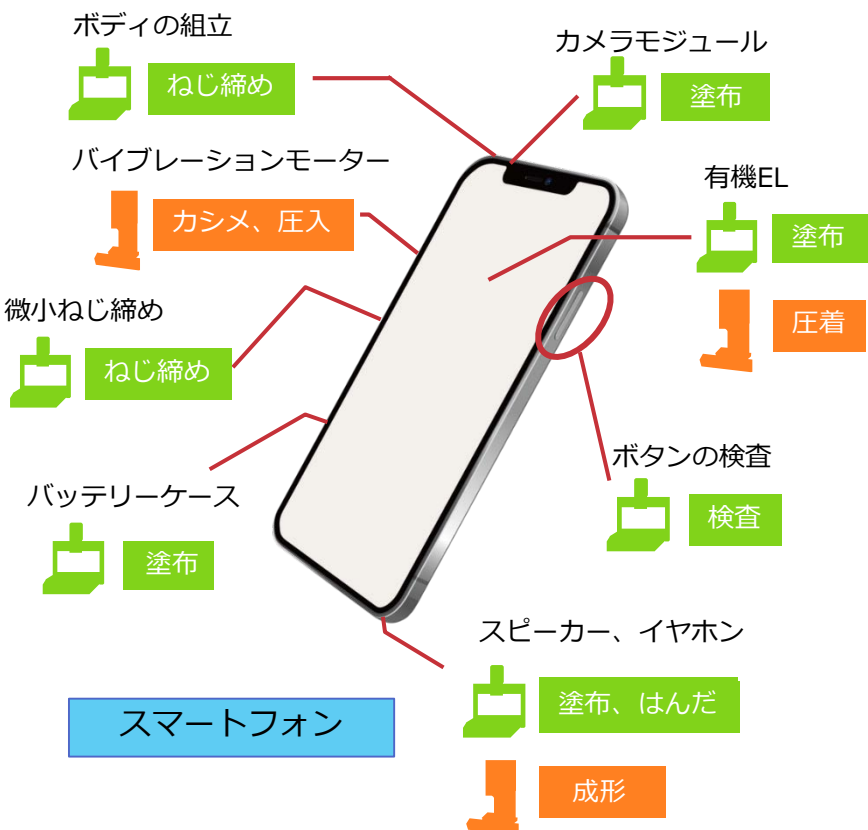 ボディの組立
ねじ締め
カメラモジュール
塗布
バイブレーションモーター
カシメ、圧入
有機EL
塗布
圧着
微小ねじ締め
ねじ締め
ボタンの検査
検査
バッテリーケース
塗布
スピーカー、イヤホン
塗布、はんだ
成形
スマートフォン